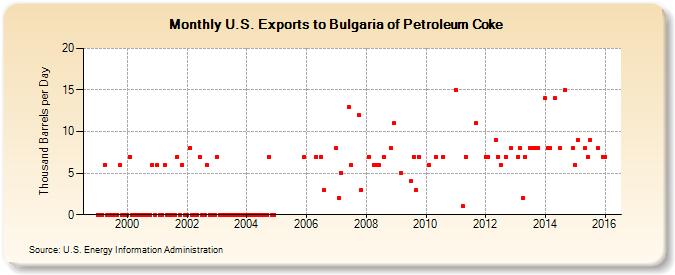 Monthly U.S. Exports to Bulgaria of Petroleum Coke
Thousand Barrels per Day
20
15
10
5
0
2000 2002 2004 2006 2008 2010 2012 2014 2016
Source: U.S. Energy Information Administration